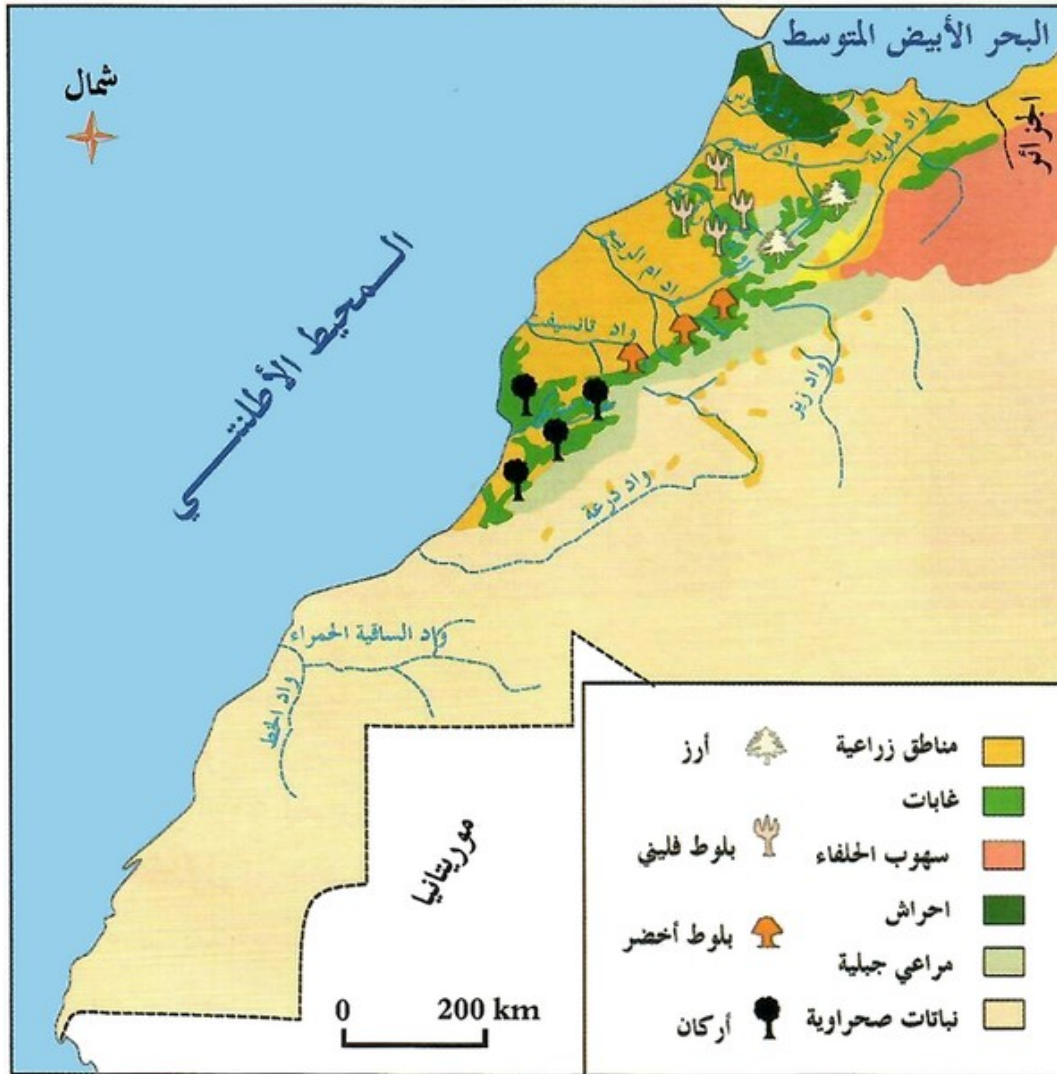 البحر الأبيض المتوسط
شمال
الجزائر
واد ملوية
المحيط الأطلنتي
واد ام الربيع
واد تانسيفت
واد زيز
واد درعة
واد الساقية الحمراء
واد الخط
موريتانيا
0 200 km
مناطق زراعية
أرز
غابات
بلوط فليني
سهوب الحلفاء
احراش
بلوط أخضر
مراعي جبلية
أركان
نباتات صحراوية